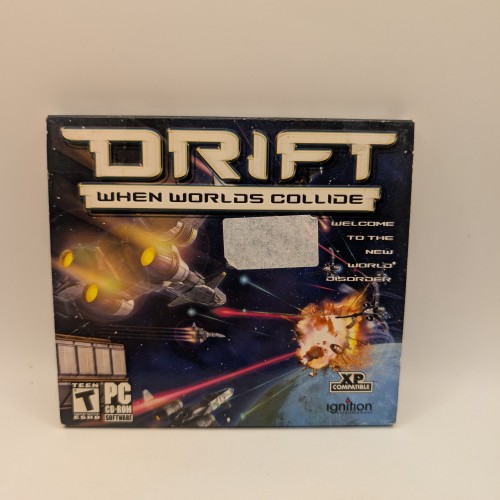 DRIFT
WHEN WORLDS COLLIDE
WELCOME
TO THE
NEW
WORLD
DISORDER
TEEN
T
ESRB
PC
CD-ROM
SOFTWARE
XP
COMPATIBLE
ignition